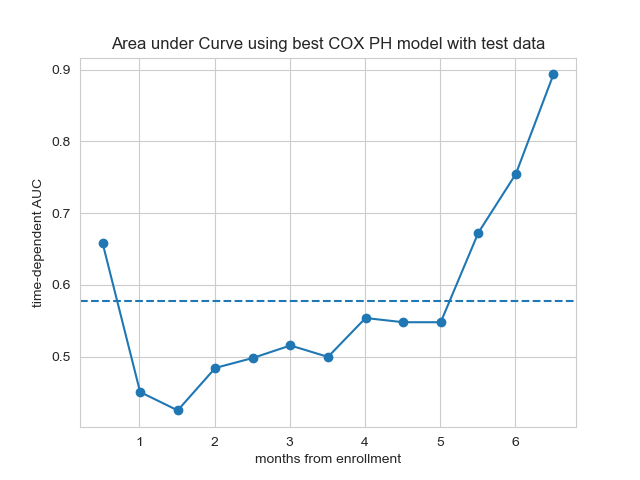 Area under Curve using best COX PH model with test data
time-dependent AUC
0.9
0.8
0.7
0.6
0.5
1 2 3 4 5 6
months from enrollment